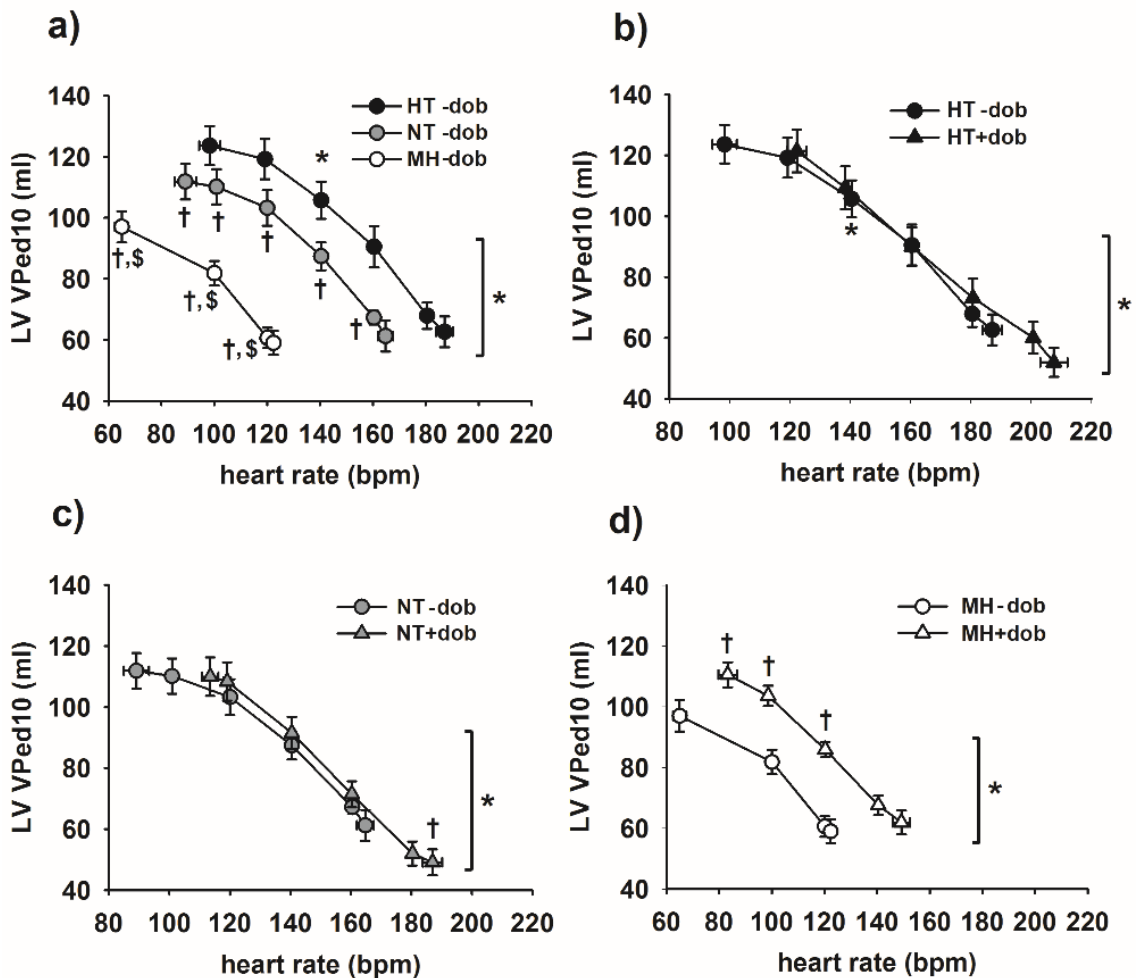 a)
140
120
100
80
60
40
LV VPed10 (ml)
HT -dob
NT -dob
MH-dob
*
†
†
†
†
†
†,$
†,$
†,$
*
60 80 100 120 140 160 180 200 220
heart rate (bpm)
b)
140
120
100
80
60
40
LV VPed10 (ml)
HT -dob
HT+dob
*
*
80 100 120 140 160 180 200 220
heart rate (bpm)
c)
140
120
100
80
60
40
LV VPed10 (ml)
NT-dob
NT+dob
†
*
80 100 120 140 160 180 200 220
heart rate (bpm)
d)
140
120
100
80
60
40
LV VPed10 (ml)
MH-dob
MH+dob
†
†
†
*
60 80 100 120 140 160 180 200 220
heart rate (bpm)